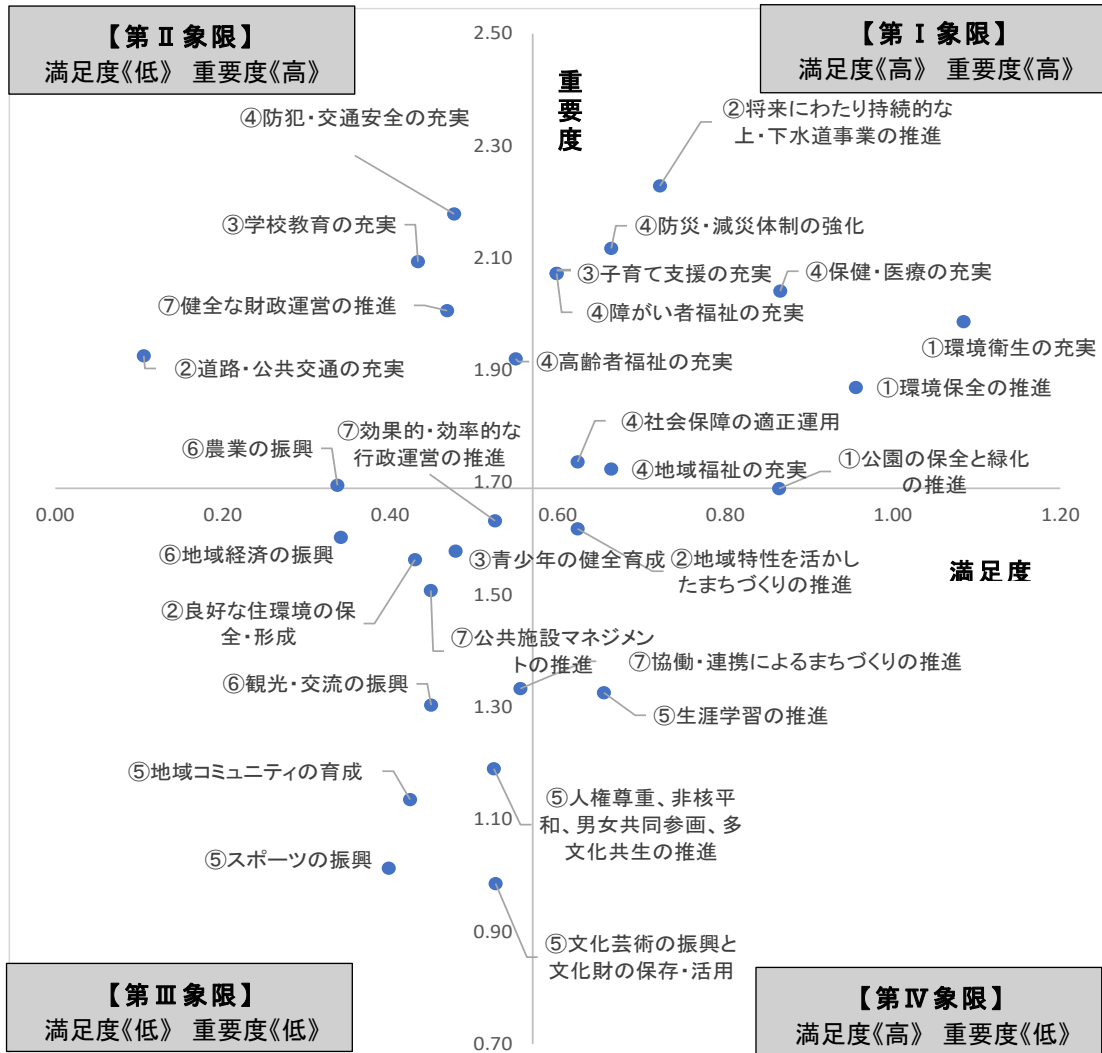 【第Ⅱ象限】
満足度《低》 重要度《高》
【第Ⅰ象限】
満足度《高》 重要度《高》
2.50
重要度
④防犯・交通安全の充実
②将来にわたり持続的な
上・下水道事業の推進
2.30
③学校教育の充実
④防災・減災体制の強化
2.10
③子育て支援の充実
④保健・医療の充実
⑦健全な財政運営の推進
④障がい者福祉の充実
①環境衛生の充実
②道路・公共交通の充実
④高齢者福祉の充実
1.90
①環境保全の推進
⑦効果的・効率的な
行政運営の推進
④社会保障の適正運用
⑥農業の振興
④地域福祉の充実
①公園の保全と緑化
の推進
1.70
0.00
0.20
0.40
0.60
0.80
1.00
1.20
⑥地域経済の振興
③青少年の健全育成
②地域特性を活かし
たまちづくりの推進
満足度
1.50
②良好な住環境の保
全・形成
⑦公共施設マネジメン
トの推進
⑦協働・連携によるまちづくりの推進
⑥観光・交流の振興
1.30
⑤生涯学習の推進
⑤地域コミュニティの育成
⑤人権尊重、非核平
和、男女共同参画、多
文化共生の推進
1.10
⑤スポーツの振興
0.90
⑤文化芸術の振興と
文化財の保存・活用
【第Ⅲ象限】
満足度《低》 重要度《低》
【第Ⅳ象限】
満足度《高》 重要度《低》
0.70